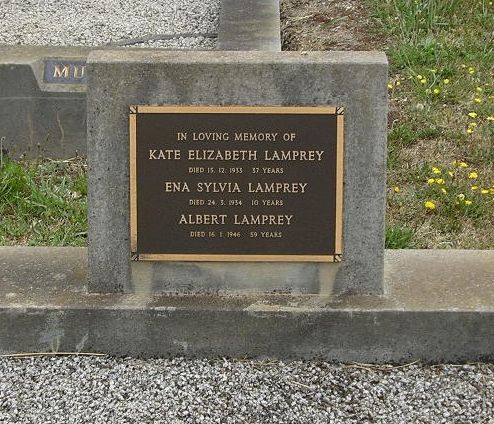 MU
IN LOVING MEMORY OF
KATE ELIZABETH LAMPREY
DIED 15. 12. 1933 37 YEARS
ENA SYLVIA LAMPREY
DIED 24. 3. 1934 10 YEARS
ALBERT LAMPREY
DIED 16. 1. 1946 59 YEARS